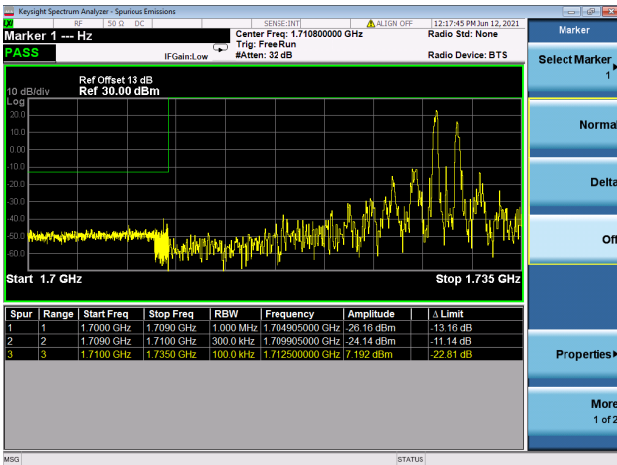 Keysight Spectrum Analyzer - Spurious Emissions
RF 50 Ω DC SENSE:INT ALIGN OFF 12:17:45 PM Jun 12, 2021
Marker 1 --- Hz
Center Freq: 1.710800000 GHz
Radio Std: None
Trig: Free Run
PASS
IFGain:Low
#Atten: 32 dB
Radio Device: BTS
Ref Offset 13 dB
10 dB/div Ref 30.00 dBm
Log
20.0
10.0
0.00
-10.0
-20.0
-30.0
-40.0
-50.0
-60.0
Start 1.7 GHz Stop 1.735 GHz
Spur Range Start Freq Stop Freq RBW Frequency Amplitude Δ Limit
1 1 1.7000 GHz 1.7090 GHz 1.000 MHz 1.704905000 GHz -26.16 dBm -13.16 dB
2 2 1.7090 GHz 1.7100 GHz 300.0 kHz 1.709905000 GHz -24.14 dBm -11.14 dB
3 3 1.7100 GHz 1.7350 GHz 100.0 kHz 1.712500000 GHz 7.192 dBm -22.81 dB
MSG STATUS
Marker
Select Marker
1
Normal
Delta
Off
Properties
More
1 of 2